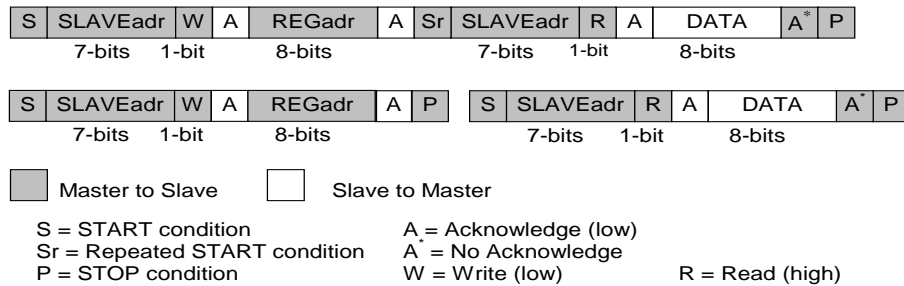 S SLAVEadr W A REGadr A Sr SLAVEadr R A DATA A* P
7-bits 1-bit 8-bits 7-bits 1-bit 8-bits
S SLAVEadr W A REGadr A P S SLAVEadr R A DATA A* P
7-bits 1-bit 8-bits 7-bits 1-bit 8-bits
Master to Slave Slave to Master
S = START condition A = Acknowledge (low)
Sr = Repeated START condition A* = No Acknowledge
P = STOP condition W = Write (low) R = Read (high)